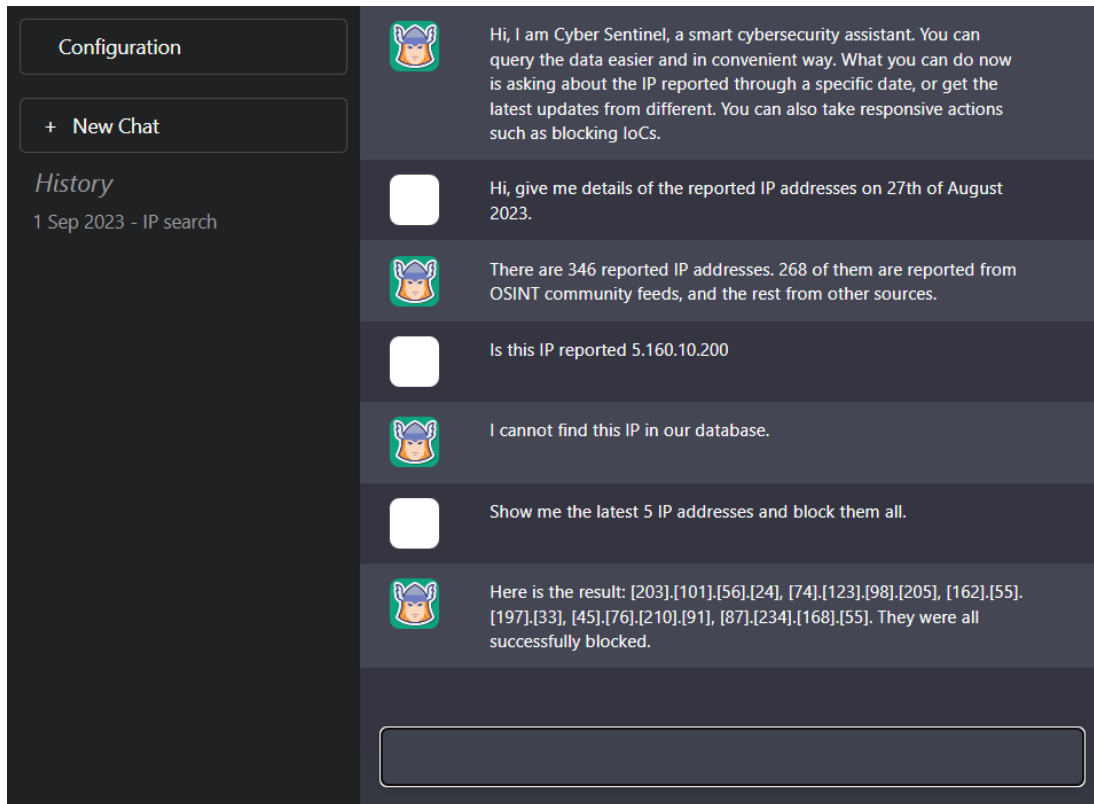 Configuration
+ New Chat
History
1 Sep 2023 - IP search
Hi, I am Cyber Sentinel, a smart cybersecurity assistant. You can
query the data easier and in convenient way. What you can do now
is asking about the IP reported through a specific date, or get the
latest updates from different. You can also take responsive actions
such as blocking IoCs.
Hi, give me details of the reported IP addresses on 27th of August
2023.
There are 346 reported IP addresses. 268 of them are reported from
OSINT community feeds, and the rest from other sources.
Is this IP reported 5.160.10.200
I cannot find this IP in our database.
Show me the latest 5 IP addresses and block them all.
Here is the result: [203].[101].[56].[24], [74].[123].[98].[205], [162].[55].
[197].[33], [45].[76].[210].[91], [87].[234].[168].[55]. They were all
successfully blocked.